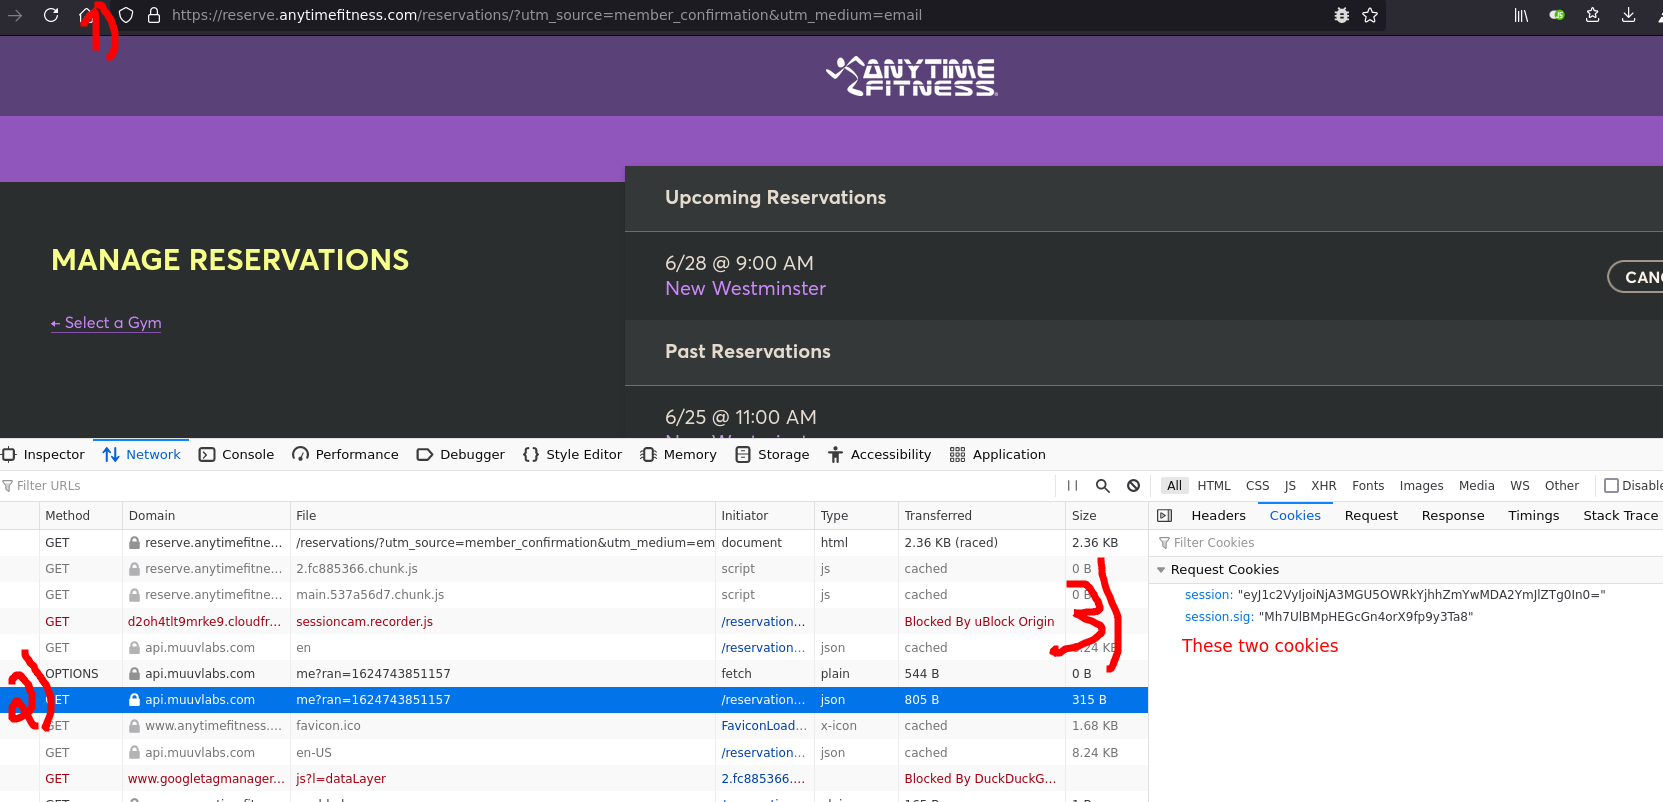 https://reserve.anytimefitness.com/reservations/?utm_source=member_confirmation&utm_medium=email
1)
ANYTIME
FITNESS
Upcoming Reservations
MANAGE RESERVATIONS
6/28 @ 9:00 AM
New Westminster
CANC
← Select a Gym
Past Reservations
6/25 @ 11:00 AM
New Westminst
Inspector Network Console Performance Debugger Style Editor Memory Storage Accessibility Application
Filter URLs All HTML CSS JS XHR Fonts Images Media WS Other Disable
Method Domain File Initiator Type Transferred Size
GET reserve.anytimefitne... /reservations/?utm_source=member_confirmation&utm_medium=em document html 2.36 KB (raced) 2.36 KB
GET reserve.anytimefitne... 2.fc885366.chunk.js script js cached 0 B
GET reserve.anytimefitne... main.537a56d7.chunk.js script js cached 0 B
3)
GET d2oh4tlt9mrke9.cloudfr... sessioncam.recorder.js /reservation... Blocked By uBlock Origin
GET api.muuvlabs.com en /reservation... json cached 8.24 KB
OPTIONS api.muuvlabs.com me?ran=1624743851157 fetch plain 544 B 0 B
2)
GET api.muuvlabs.com me?ran=1624743851157 /reservation... json 805 B 315 B
GET www.anytimefitness.... favicon.ico FaviconLoad... x-icon cached 1.68 KB
GET api.muuvlabs.com en-US /reservation... json cached 8.24 KB
GET www.googletagmanager... js?l=dataLayer 2.fc885366.... Blocked By DuckDuckG...
Headers Cookies Request Response Timings Stack Trace
Filter Cookies
Request Cookies
session: "eyJ1c2VyIjoiNjA3MGU5OWRkYjhhZmYwMDA2YmJlZTg0In0="
session.sig: "Mh7UlBMpHEGcGn4orX9fp9y3Ta8"
These two cookies